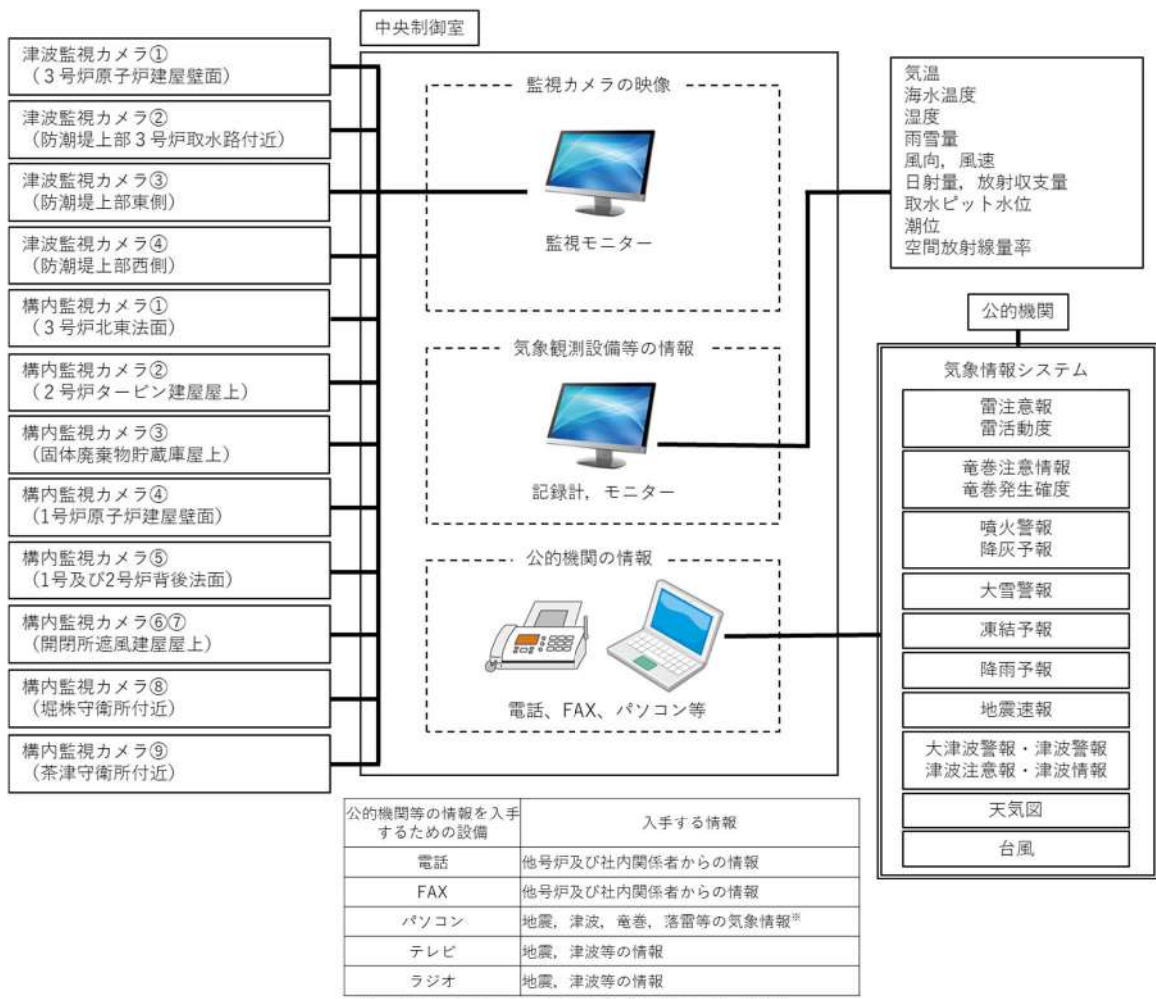 中央制御室
津波監視カメラ①
（３号炉原子炉建屋壁面）
津波監視カメラ②
（防潮堤上部３号炉取水路付近）
津波監視カメラ③
（防潮堤上部東側）
津波監視カメラ④
（防潮堤上部西側）
構内監視カメラ①
（３号炉北東法面）
構内監視カメラ②
（２号炉タービン建屋屋上）
構内監視カメラ③
（固体廃棄物貯蔵庫屋上）
構内監視カメラ④
（1号炉原子炉建屋壁面）
構内監視カメラ⑤
（1号及び2号炉背後法面）
構内監視カメラ⑥⑦
（開閉所遮風建屋屋上）
構内監視カメラ⑧
（堀株守衛所付近）
構内監視カメラ⑨
（茶津守衛所付近）
監視カメラの映像
監視モニター
気象観測設備等の情報
記録計，モニター
公的機関の情報
電話、FAX、パソコン等
気温
海水温度
湿度
雨雪量
風向，風速
日射量，放射収支量
取水ピット水位
潮位
空間放射線量率
公的機関
気象情報システム
雷注意報
雷活動度
竜巻注意情報
竜巻発生確度
噴火警報
降灰予報
大雪警報
凍結予報
降雨予報
地震速報
大津波警報・津波警報
津波注意報・津波情報
天気図
台風
公的機関等の情報を入手
するための設備
入手する情報
電話
他号炉及び社内関係者からの情報
FAX
他号炉及び社内関係者からの情報
パソコン
地震，津波，竜巻，落雷等の気象情報※
テレビ
地震，津波等の情報
ラジオ
地震，津波等の情報